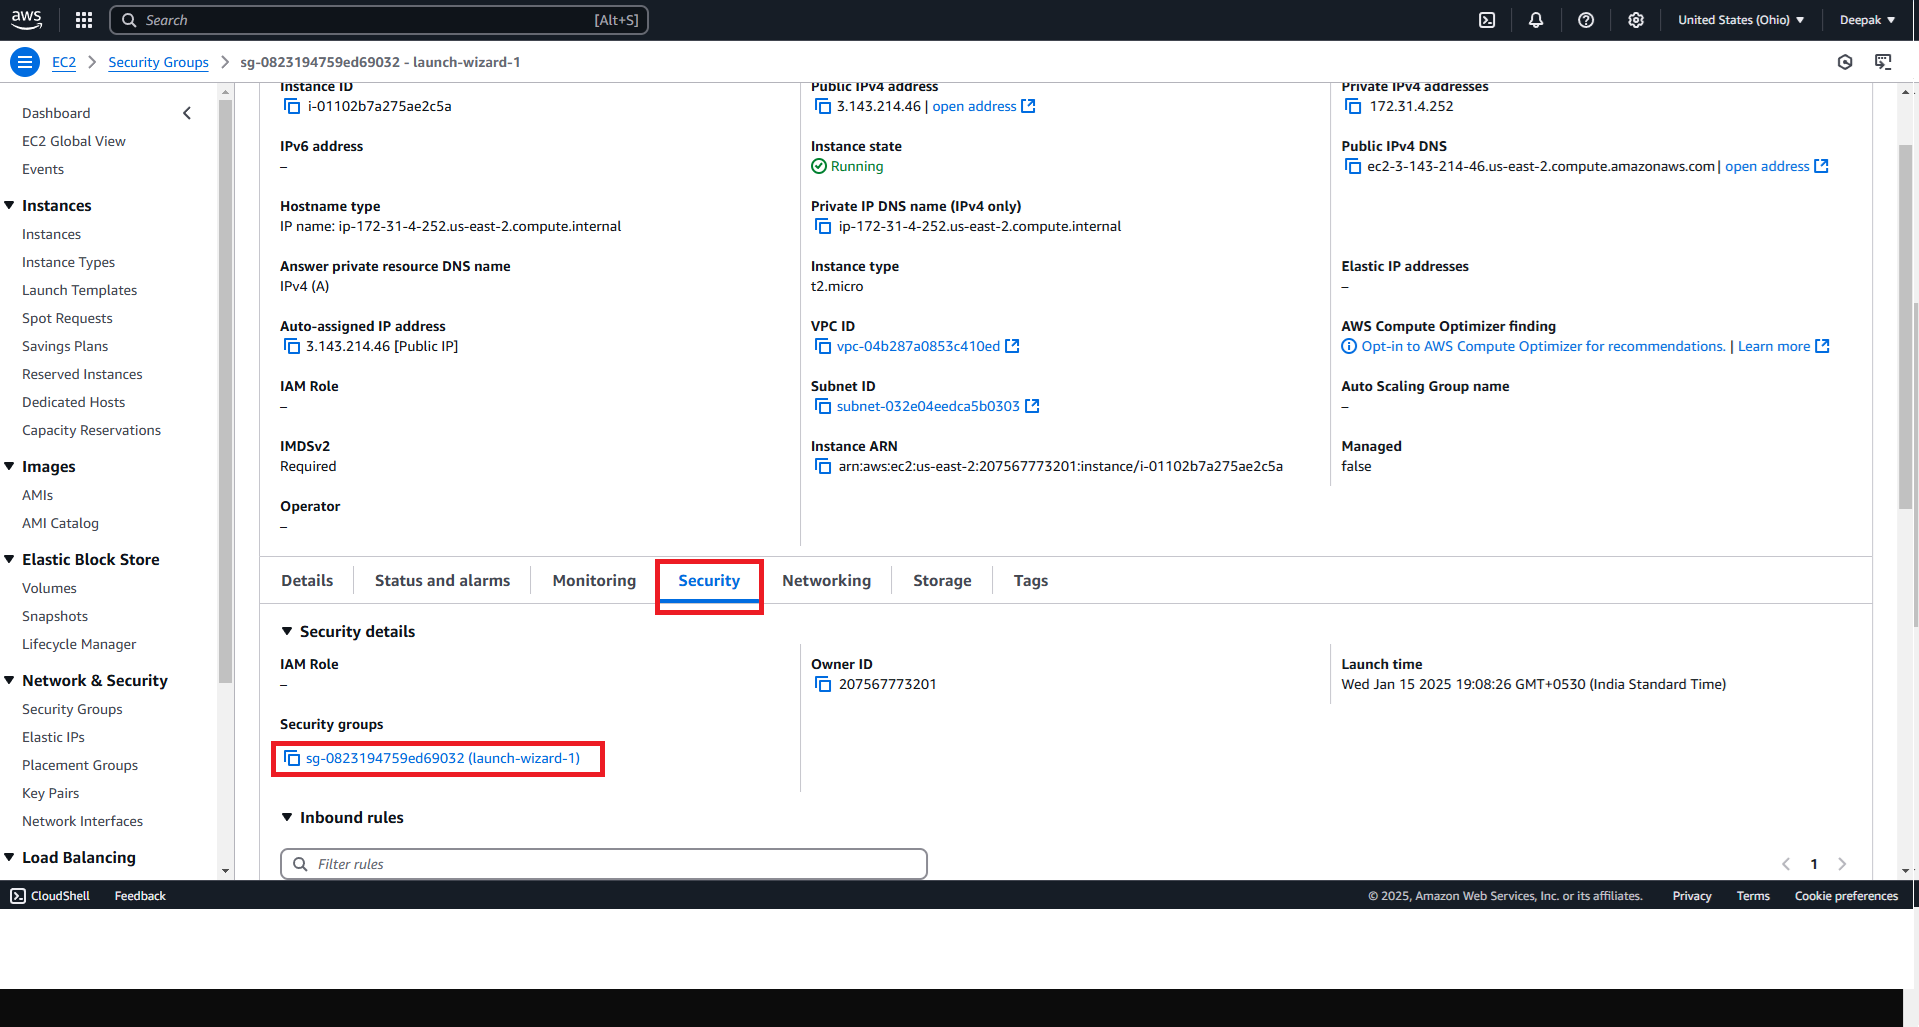 aws
Search [Alt+S]
United States (Ohio) Deepak
EC2 Security Groups sg-0823194759ed69032 - launch-wizard-1
Dashboard
EC2 Global View
Events
Instances
Instances
Instance Types
Launch Templates
Spot Requests
Savings Plans
Reserved Instances
Dedicated Hosts
Capacity Reservations
Images
AMIs
AMI Catalog
Elastic Block Store
Volumes
Snapshots
Lifecycle Manager
Network & Security
Security Groups
Elastic IPs
Placement Groups
Key Pairs
Network Interfaces
Load Balancing
Instance ID
i-01102b7a275ae2c5a
Public IPv4 address
3.143.214.46 | open address
Private IPv4 addresses
172.31.4.252
IPv6 address
–
Instance state
Running
Public IPv4 DNS
ec2-3-143-214-46.us-east-2.compute.amazonaws.com | open address
Hostname type
IP name: ip-172-31-4-252.us-east-2.compute.internal
Private IP DNS name (IPv4 only)
ip-172-31-4-252.us-east-2.compute.internal
Answer private resource DNS name
IPv4 (A)
Instance type
t2.micro
Elastic IP addresses
–
Auto-assigned IP address
3.143.214.46 [Public IP]
VPC ID
vpc-04b287a0853c410ed
AWS Compute Optimizer finding
Opt-in to AWS Compute Optimizer for recommendations. | Learn more
IAM Role
–
Subnet ID
subnet-032e04eedca5b0303
Auto Scaling Group name
–
IMDSv2
Required
Instance ARN
arn:aws:ec2:us-east-2:207567773201:instance/i-01102b7a275ae2c5a
Managed
false
Operator
–
Details Status and alarms Monitoring Security Networking Storage Tags
Security details
IAM Role
–
Owner ID
207567773201
Launch time
Wed Jan 15 2025 19:08:26 GMT+0530 (India Standard Time)
Security groups
sg-0823194759ed69032 (launch-wizard-1)
Inbound rules
Filter rules
1
CloudShell Feedback
© 2025, Amazon Web Services, Inc. or its affiliates. Privacy Terms Cookie preferences